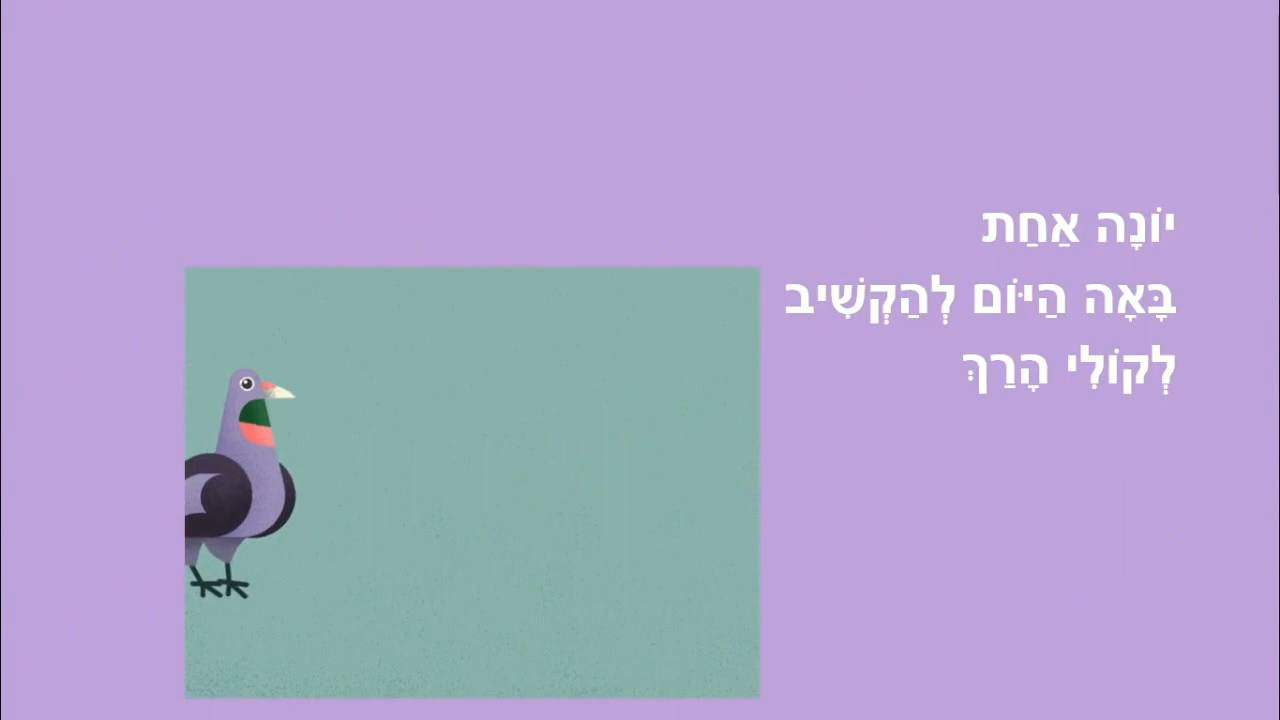 יוֹנָה אַחַת
בָּאָה הַיּוֹם לְהַקְשִׁיב
לְקוֹלִי הָרַךְ